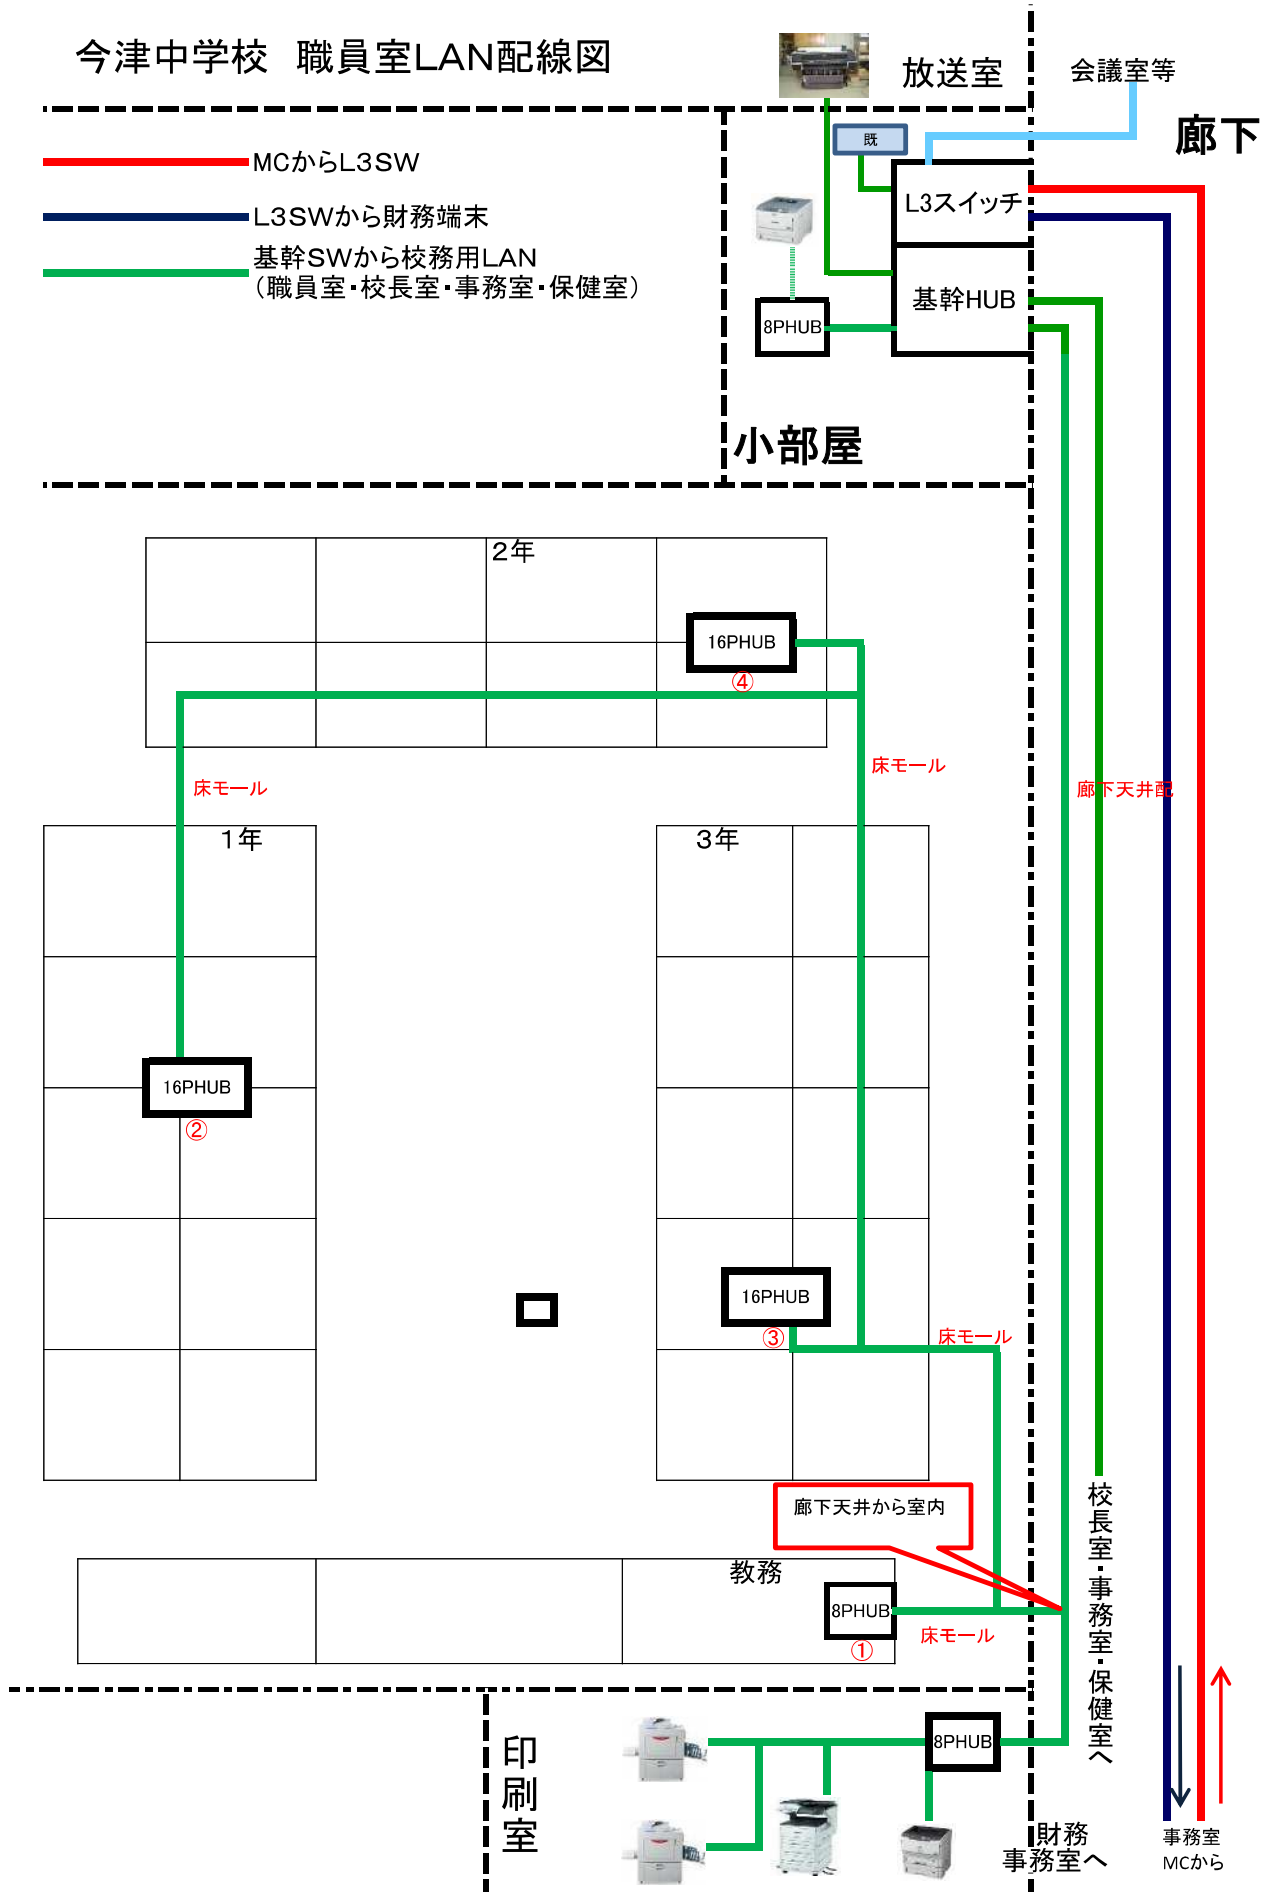 今津中学校　職員室LAN配線図
放送室
会議室等
廊下
既
MCからL3SW
L3スイッチ
L3SWから財務端末
基幹SWから校務用LAN
（職員室・校長室・事務室・保健室）
基幹HUB
8PHUB
小部屋
2年
16PHUB
④
床モール
床モール
廊下天井配
1年
3年
16PHUB
②
16PHUB
③
床モール
廊下天井から室内
校長室・事務室・保健室へ
教務
8PHUB
①
床モール
印刷室
8PHUB
財務
事務室へ
事務室
MCから